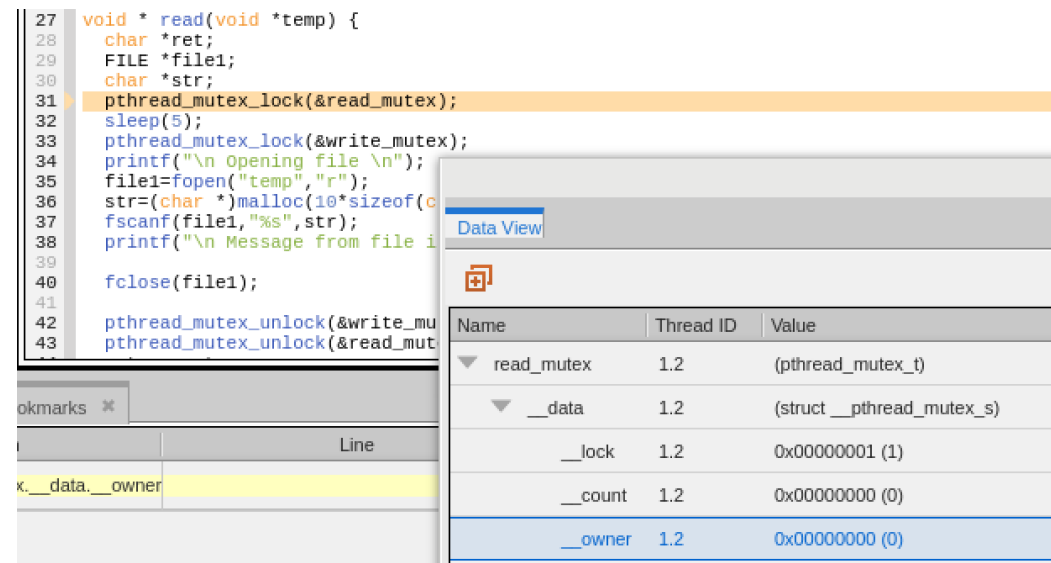 27 void * read(void *temp) {
28 char *ret;
29 FILE *file1;
30 char *str;
31 pthread_mutex_lock(&read_mutex);
32 sleep(5);
33 pthread_mutex_lock(&write_mutex);
34 printf("\n Opening file \n");
35 file1=fopen("temp","r");
36 str=(char *)malloc(10*sizeof(c
37 fscanf(file1,"%s",str);
38 printf("\n Message from file i
39
40 fclose(file1);
41
42 pthread_mutex_unlock(&write_mu
43 pthread_mutex_unlock(&read_mut
okmarks
Line
x.__data.__owner
Data View
Name Thread ID Value
read_mutex 1.2 (pthread_mutex_t)
__data 1.2 (struct __pthread_mutex_s)
__lock 1.2 0x00000001 (1)
__count 1.2 0x00000000 (0)
__owner 1.2 0x00000000 (0)